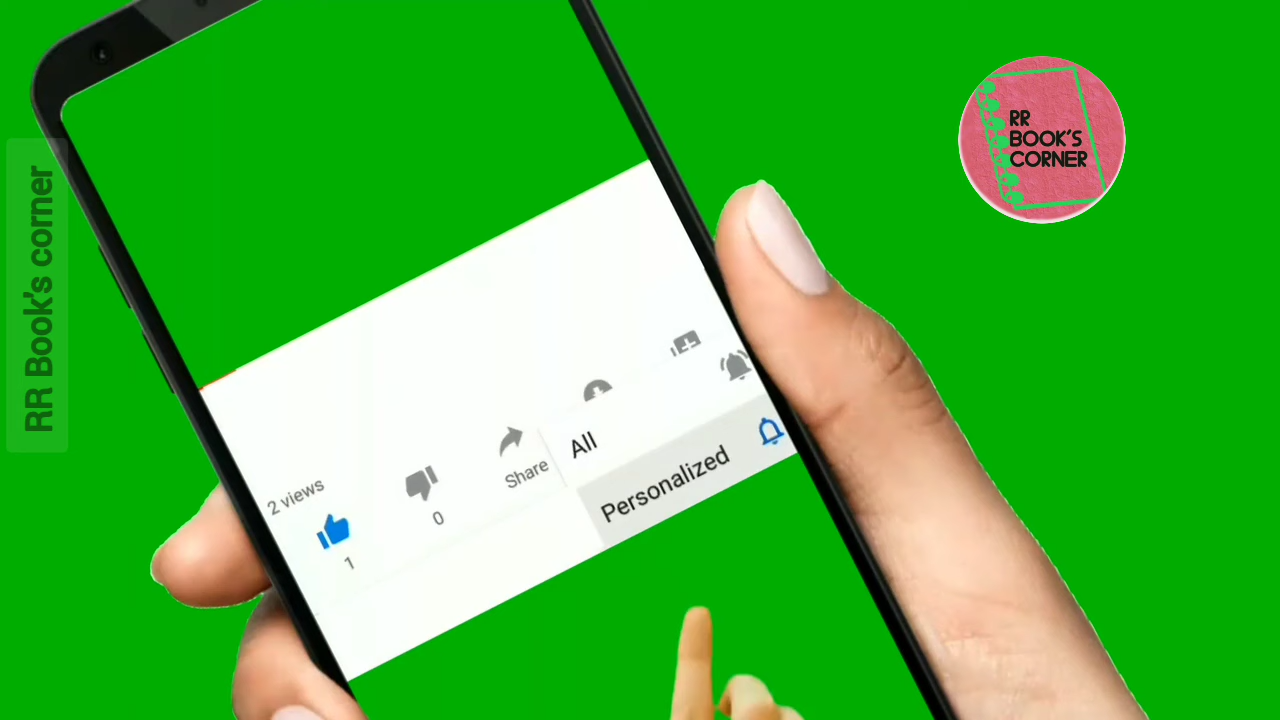 RR Book's corner
RR
BOOK'S
CORNER
2 views
1
0
Share
All
Personalized